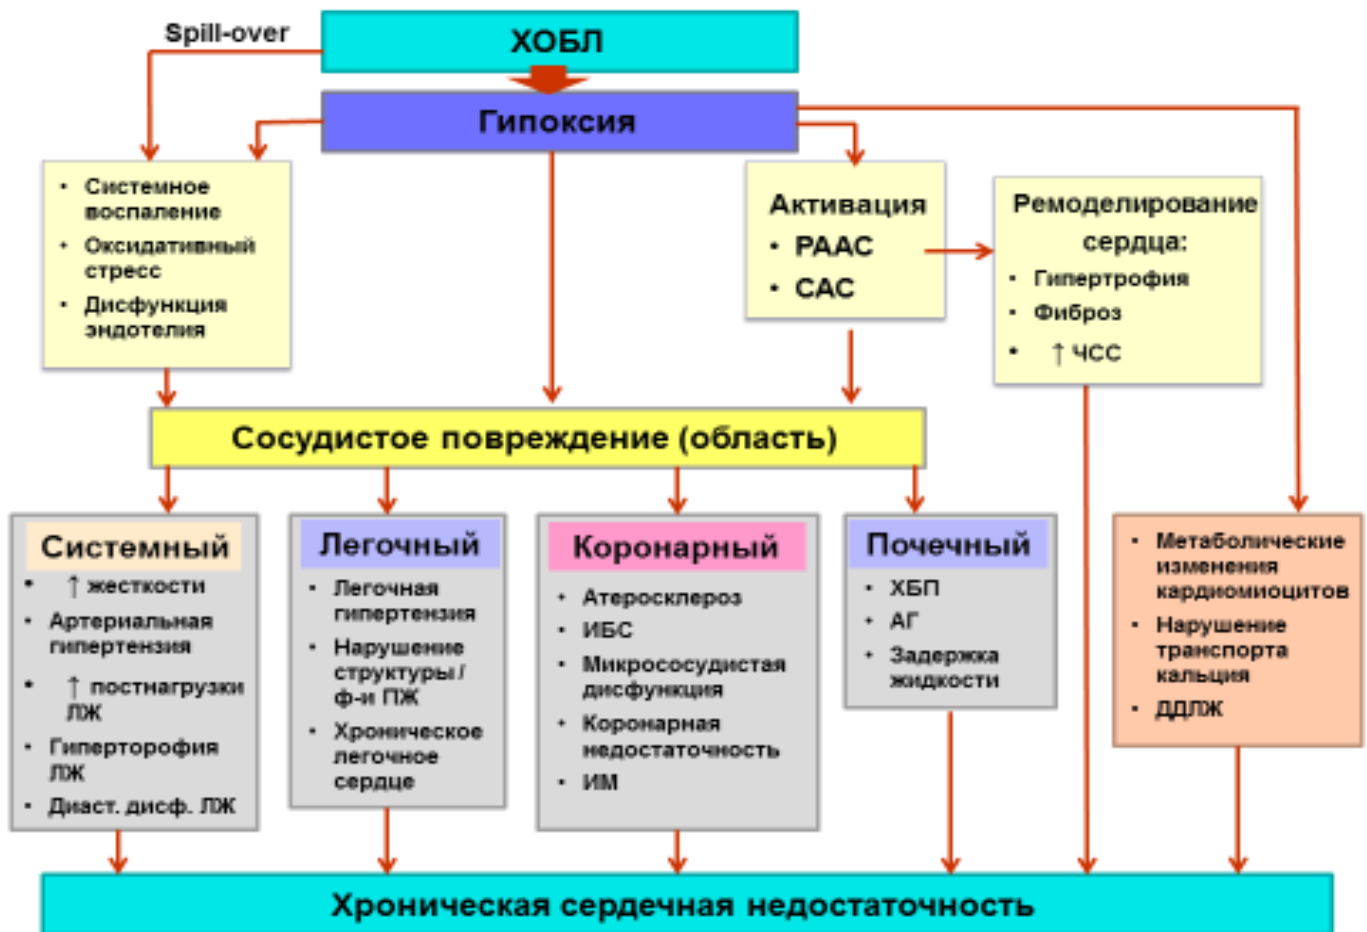 Spill-over
ХОБЛ
Гипоксия
• Системное
воспаление
• Оксидативный
стресс
• Дисфункция
эндотелия
Активация
• РААС
• САС
Ремоделирование
сердца:
• Гипертрофия
• Фиброз
• ↑ ЧСС
Сосудистое повреждение (область)
Системный
• ↑ жесткости
• Артериальная
гипертензия
• ↑ постнагрузки
ЛЖ
• Гиперторофия
ЛЖ
• Диаст. дисф. ЛЖ
Легочный
• Легочная
гипертензия
• Нарушение
структуры /
ф-и ПЖ
• Хроническое
легочное
сердце
Коронарный
• Атеросклероз
• ИБС
• Микрососудистая
дисфункция
• Коронарная
недостаточность
• ИМ
Почечный
• ХБП
• АГ
• Задержка
жидкости
• Метаболические
изменения
кардиомиоцитов
• Нарушение
транспорта
кальция
• ДДЛЖ
Хроническая сердечная недостаточность